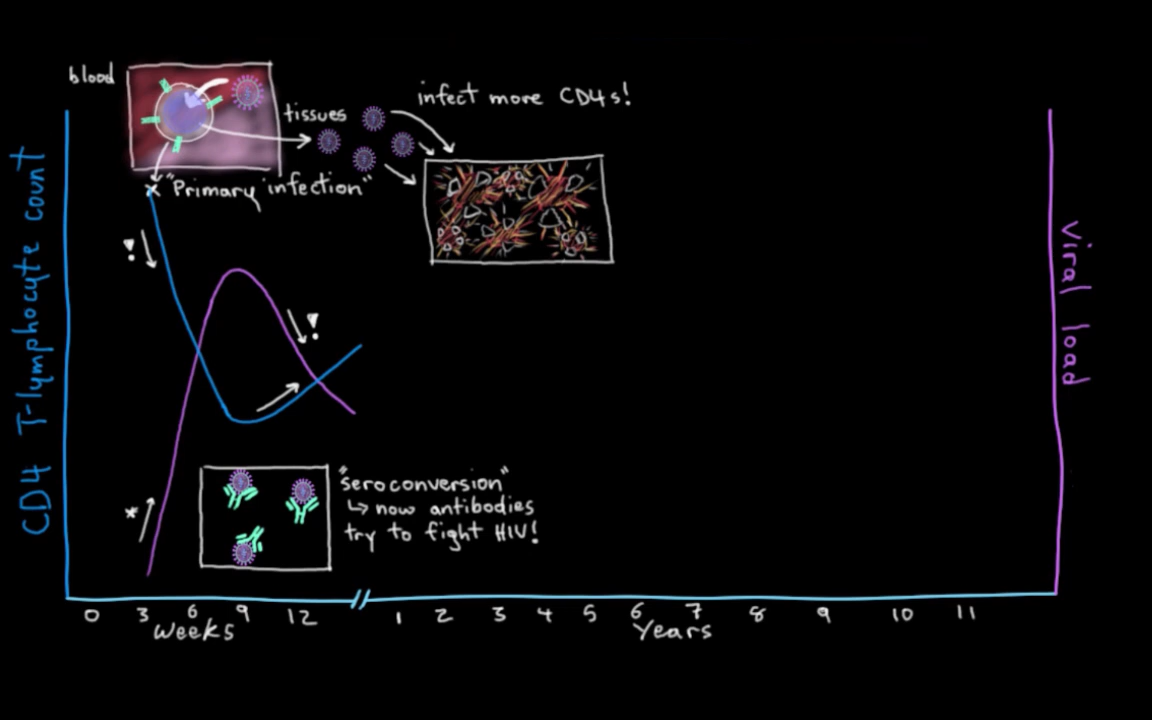 blood
infect more CD4s!
tissues
x "Primary infection"
!
!
CD4 T-lymphocyte count
Viral load
*
"seroconversion"
↳ now antibodies
try to fight HIV!
0 3 6 9 12 1 2 3 4 5 6 7 8 9 10 11
Weeks
Years